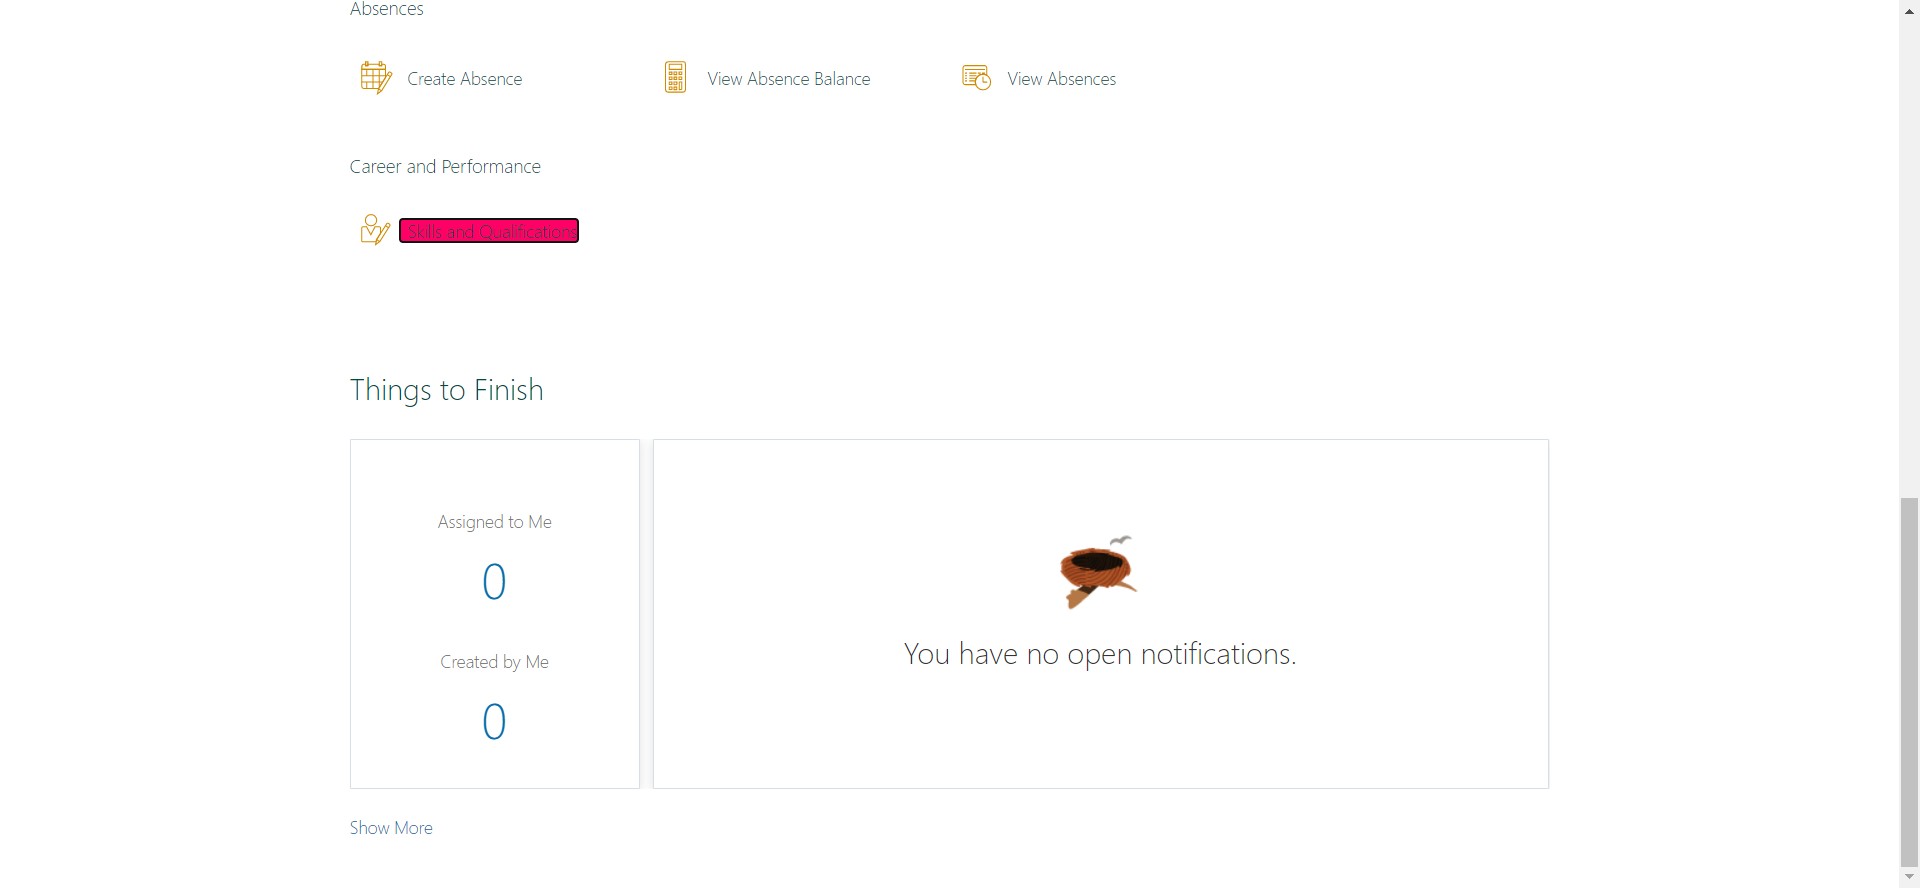 Absences
Create Absence
View Absence Balance
View Absences
Career and Performance
Skills and Qualifications
Things to Finish
Assigned to Me
0
Created by Me
0
You have no open notifications.
Show More